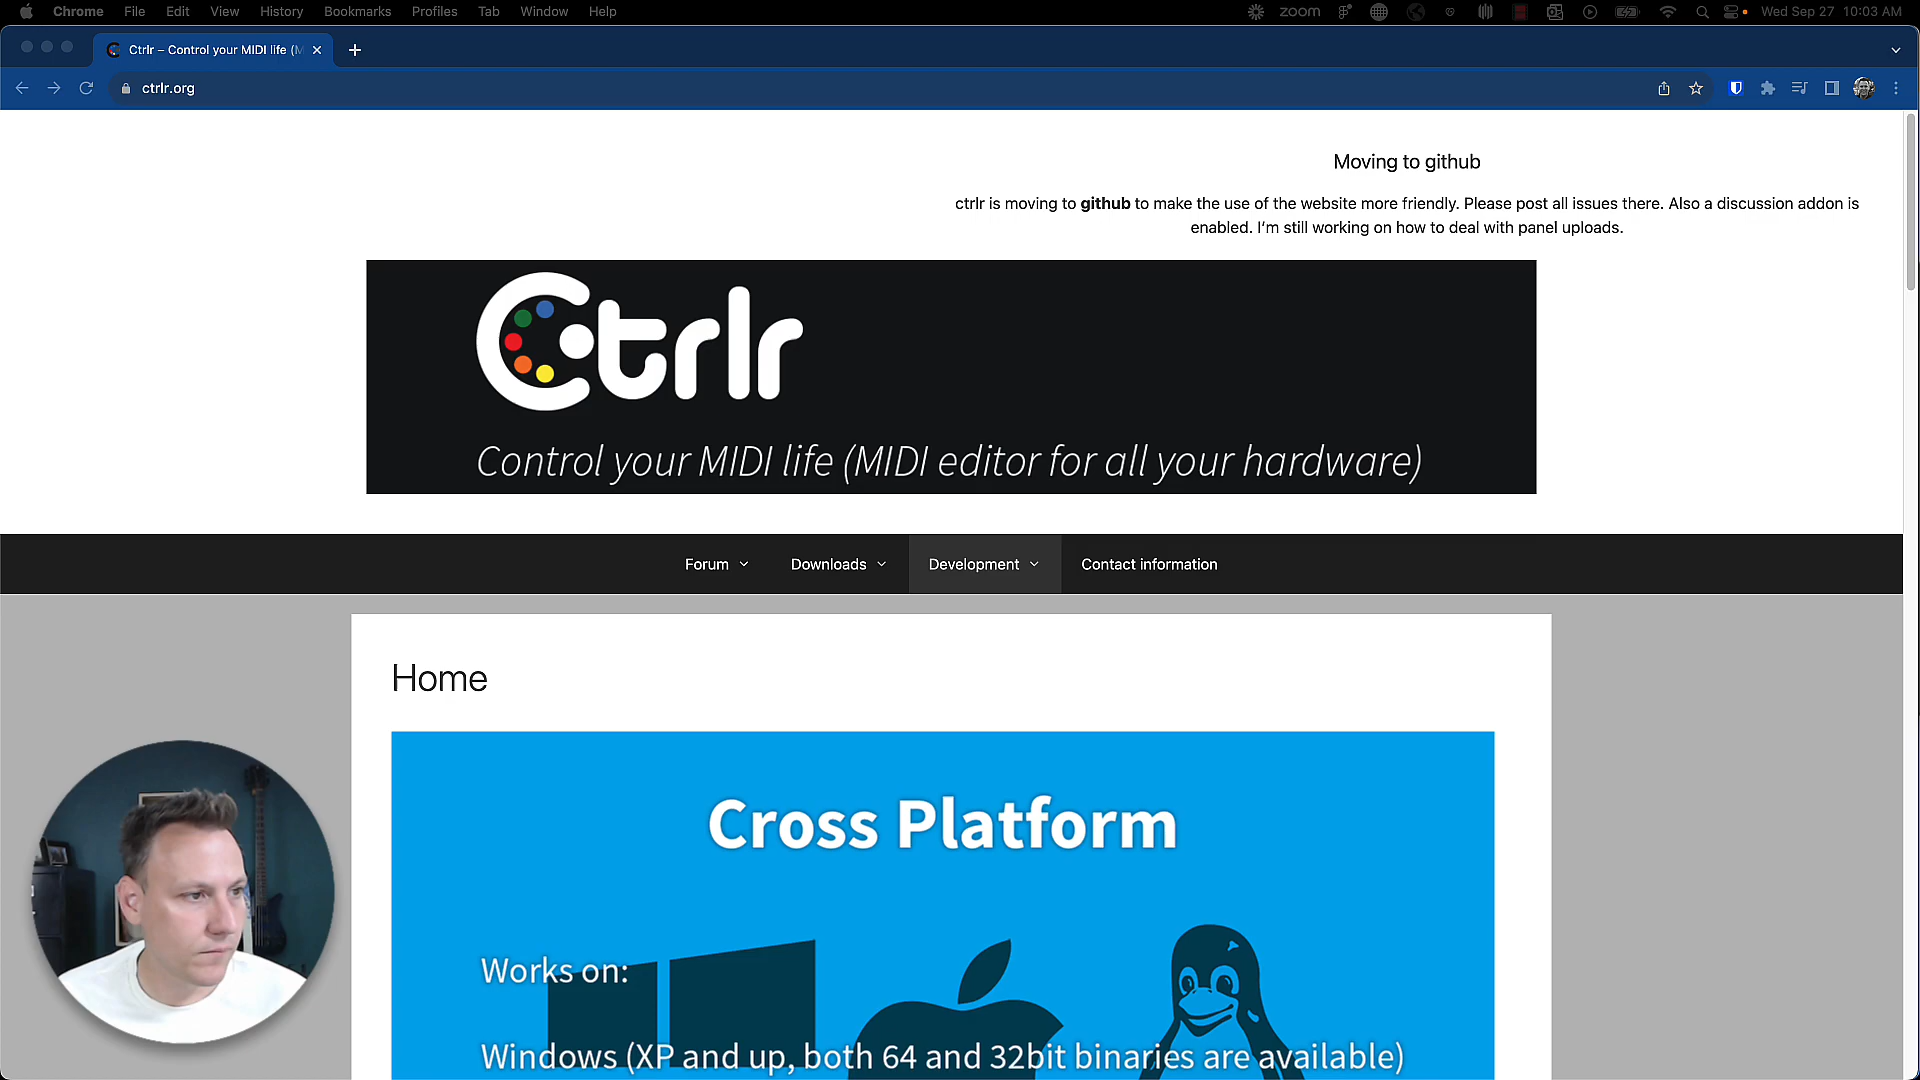 Chrome File Edit View History Bookmarks Profiles Tab Window Help zoom Wed Sep 27 10:03 AM
Ctrlr – Control your MIDI life (M
ctrlr.org
Moving to github
ctrlr is moving to github to make the use of the website more friendly. Please post all issues there. Also a discussion addon is
enabled. I'm still working on how to deal with panel uploads.
Ctrlr
Control your MIDI life (MIDI editor for all your hardware)
Forum Downloads Development Contact information
Home
Cross Platform
Works on:
Windows (XP and up, both 64 and 32bit binaries are available)